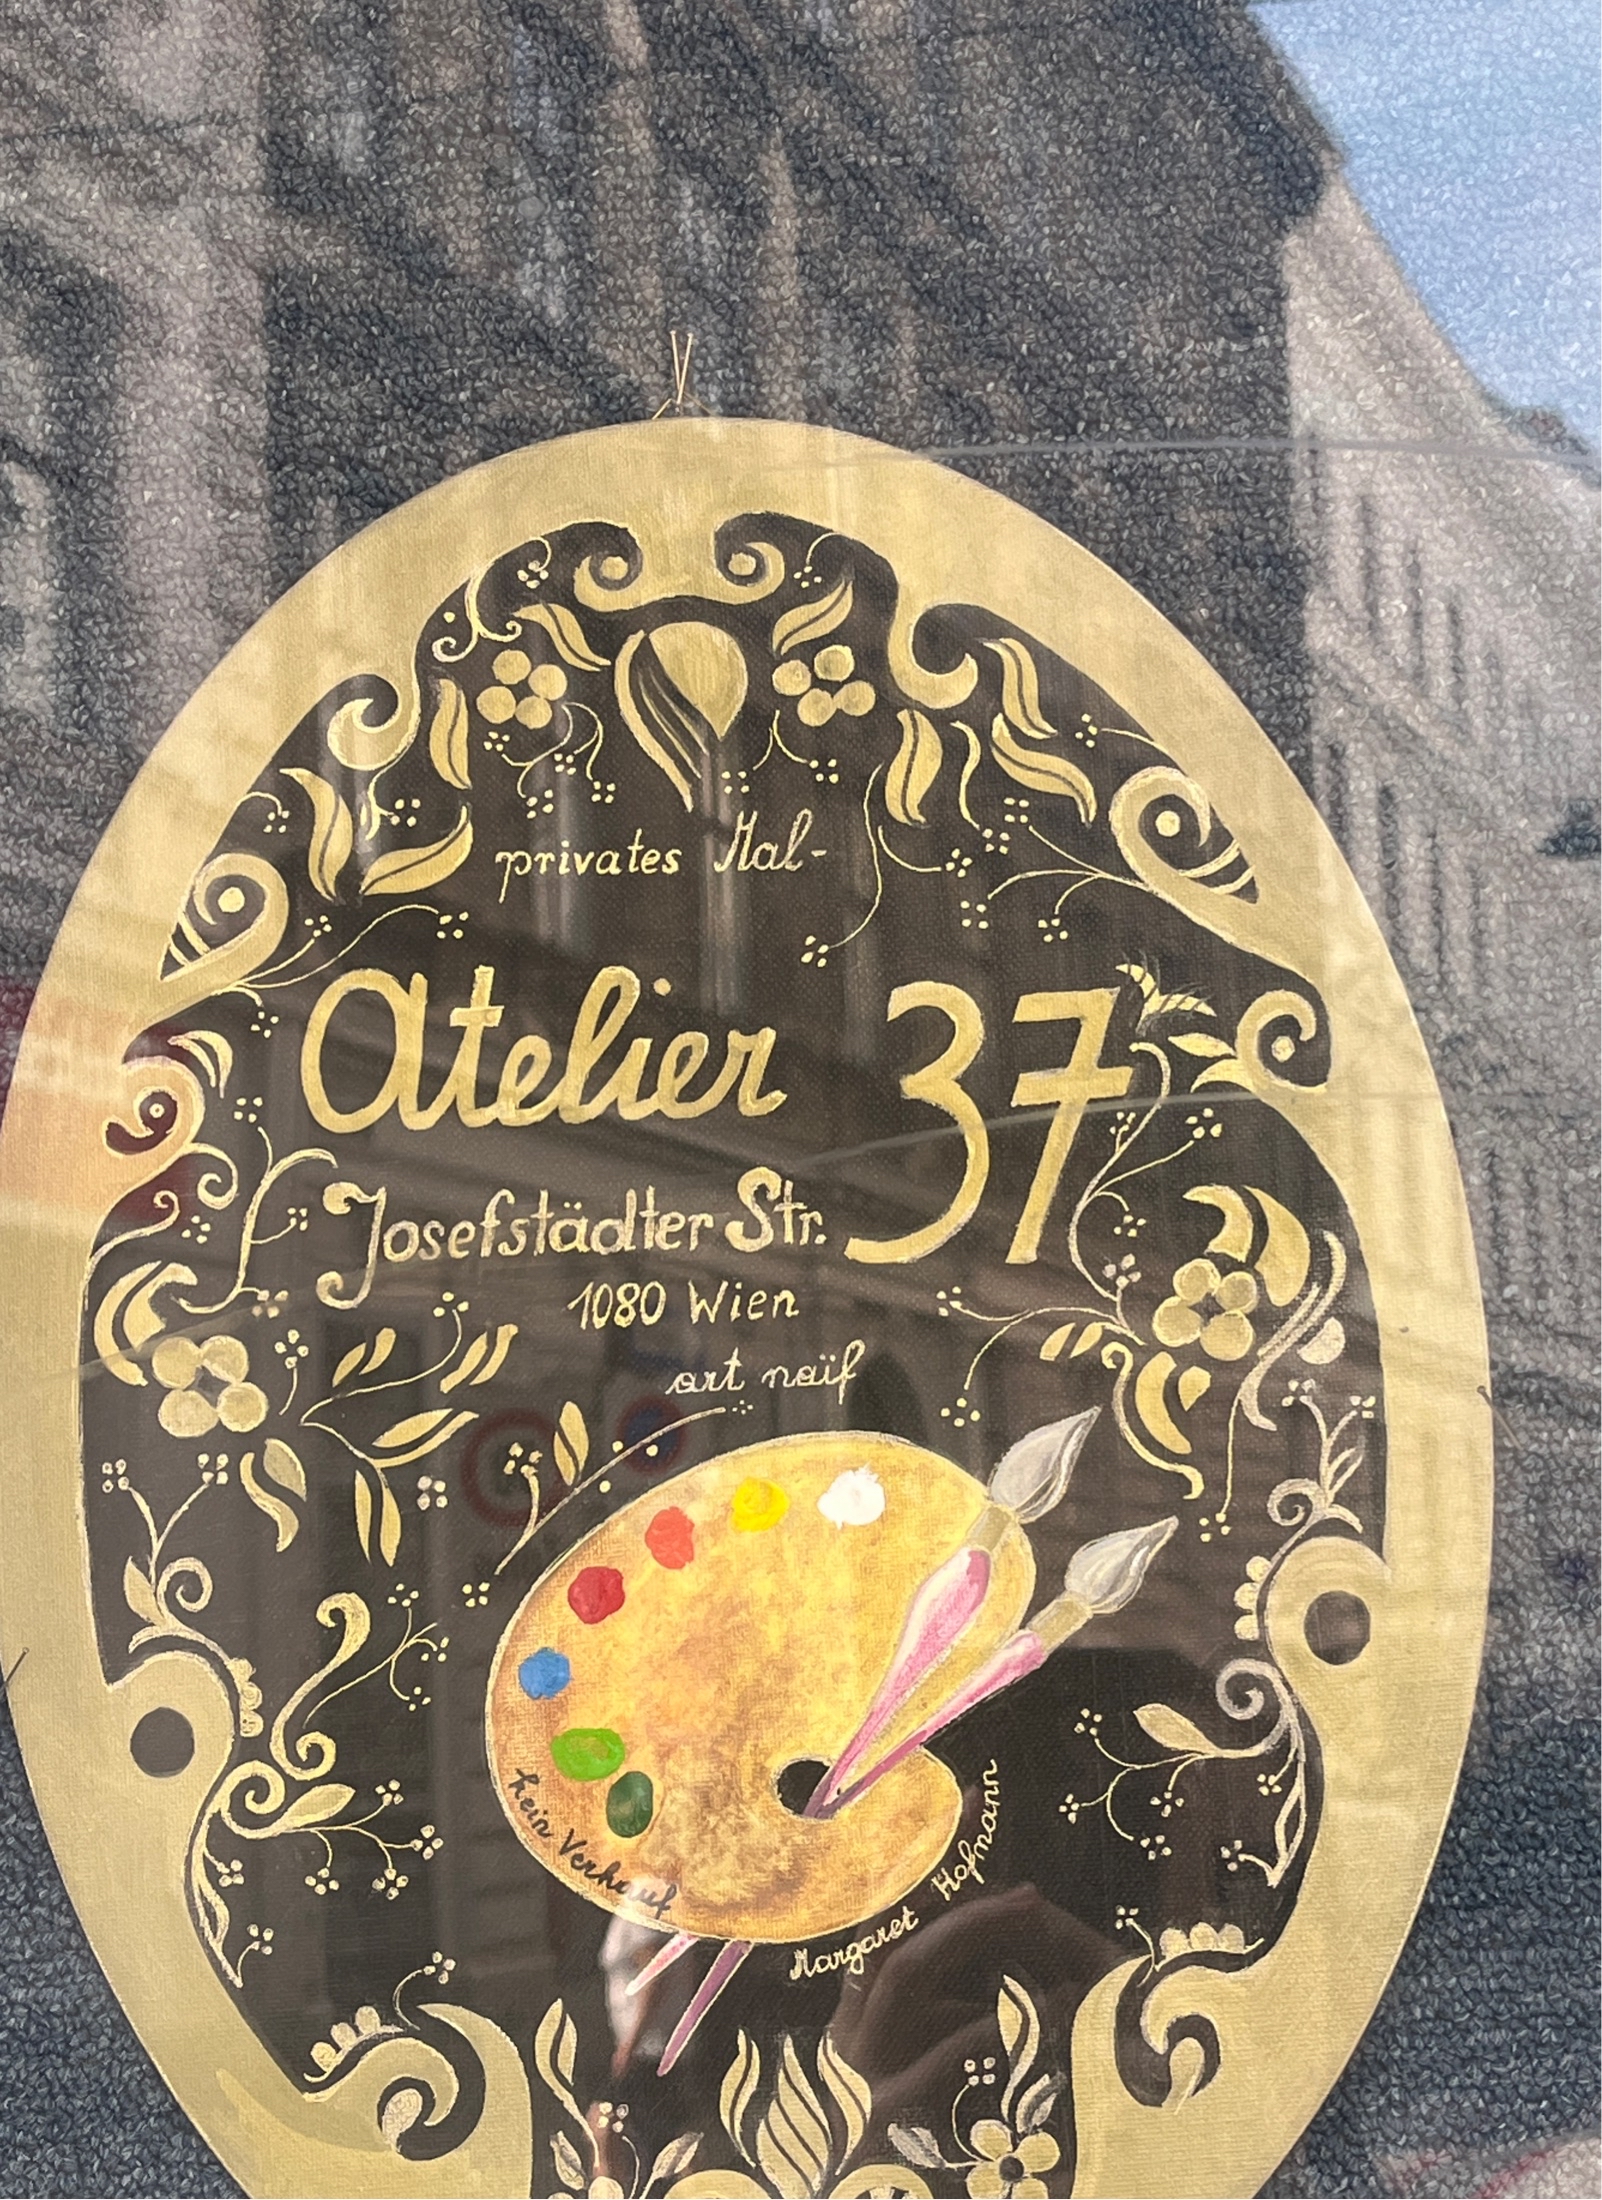 privates Mal-
Atelier 37
Josefstädter Str.
1080 Wien
art naïf
kein Verkauf
Margaret Hofmann